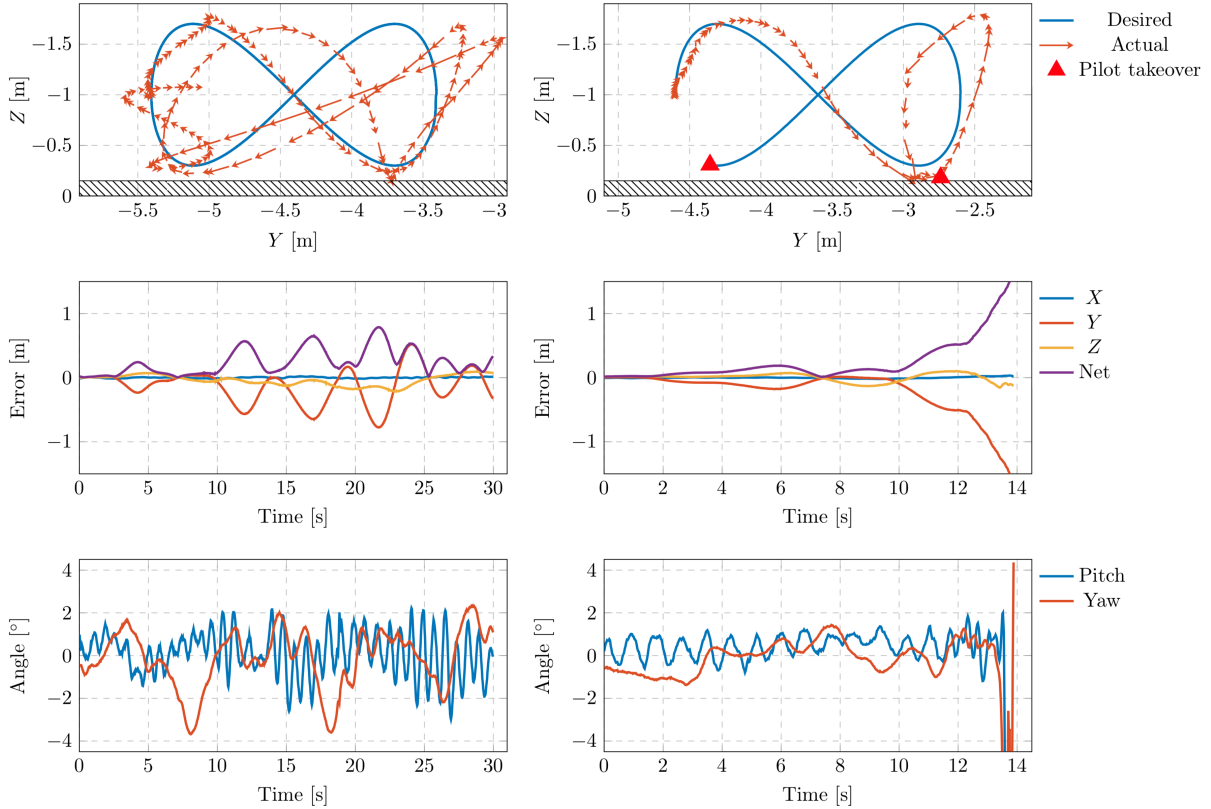 −1.5
−1
−0.5
0
Z [m]
−5.5 −5 −4.5 −4 −3.5 −3
Y [m]
−1.5
−1
−0.5
0
Z [m]
−5 −4.5 −4 −3.5 −3 −2.5
Y [m]
Desired
Actual
Pilot takeover
1
0
−1
Error [m]
0 5 10 15 20 25 30
Time [s]
1
0
−1
Error [m]
0 2 4 6 8 10 12 14
Time [s]
X
Y
Z
Net
4
2
0
−2
−4
Angle [°]
0 5 10 15 20 25 30
Time [s]
4
2
0
−2
−4
Angle [°]
0 2 4 6 8 10 12 14
Time [s]
Pitch
Yaw